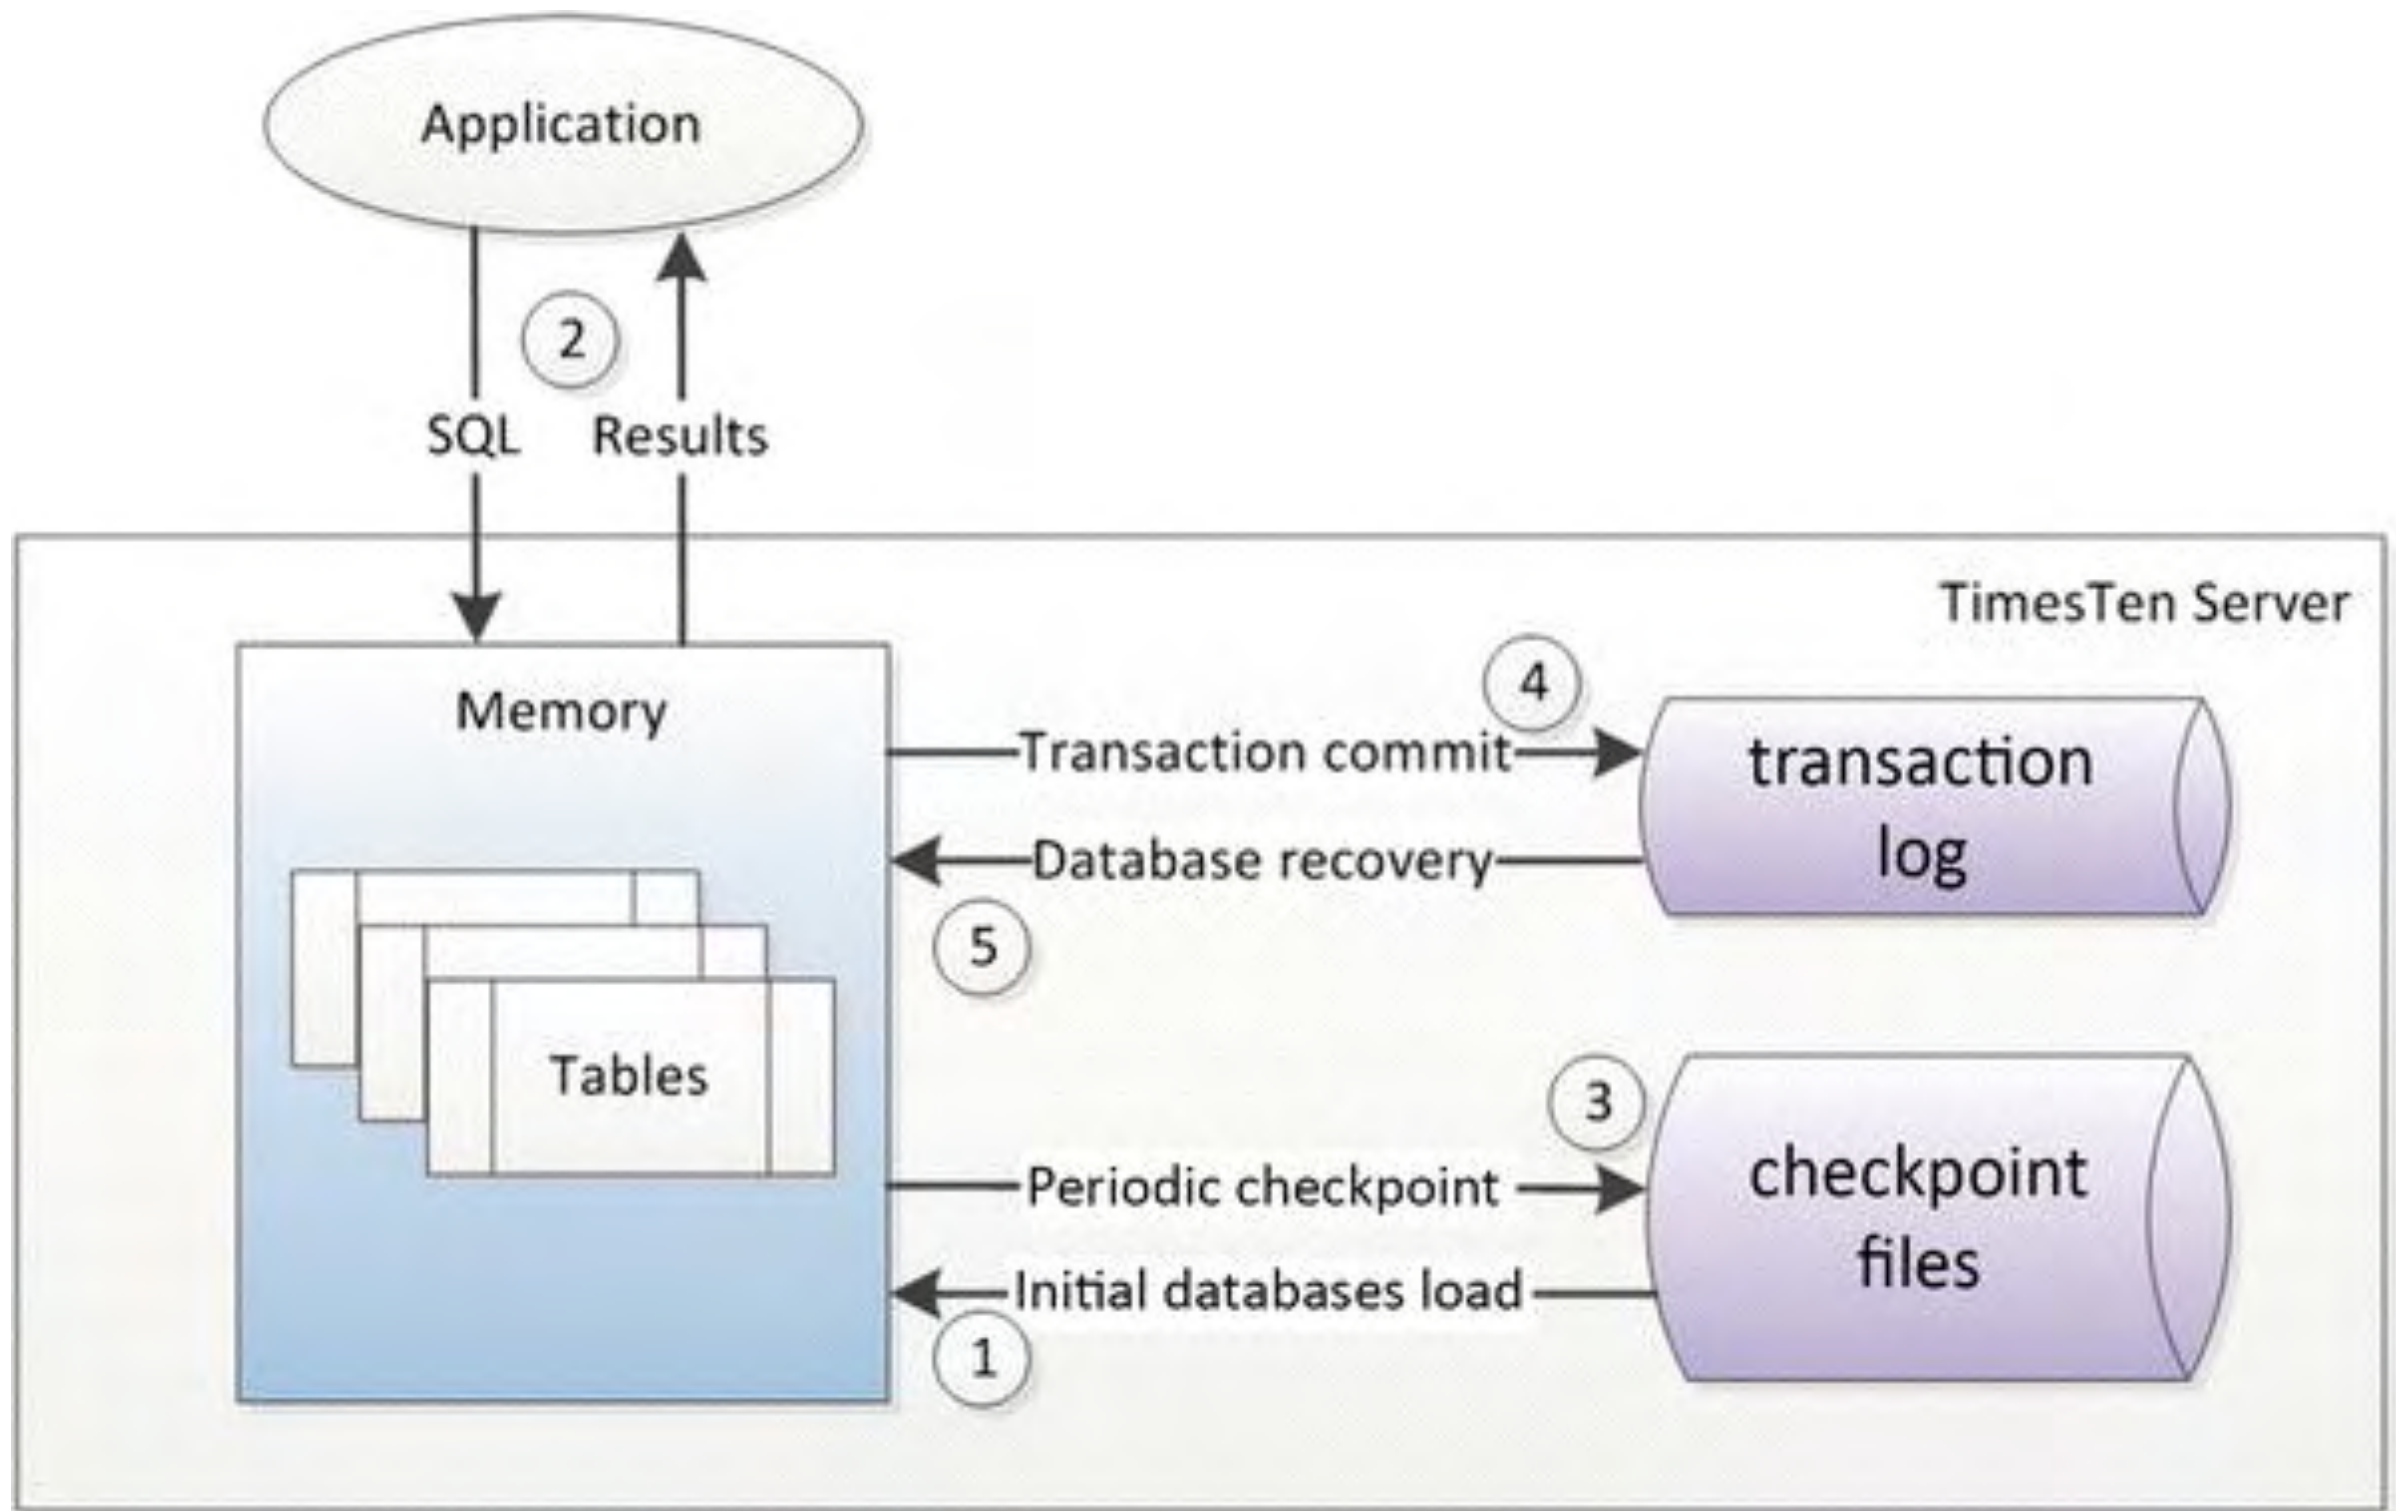 Application
2
SQL
Results
TimesTen Server
Memory
4
Transaction commit
transaction
log
Database recovery
5
Tables
3
Periodic checkpoint
checkpoint
files
Initial databases load
1